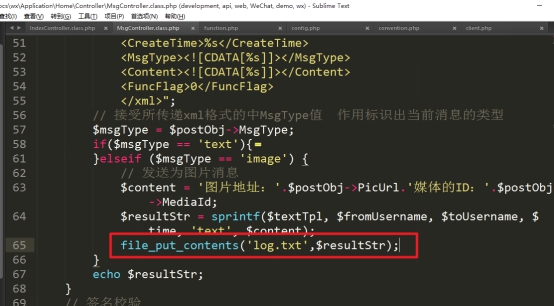 ocs\wx\Application\Home\Controller\MsgController.class.php (development, api, web, WeChat, demo, wx) - Sublime Text
查找(I) 查看(V) 转到(G) 工具(T) 项目(P) 首选项(N) 帮助(H)
IndexController.class.php MsgController.class.php function.php config.php convention.php client.php
51 <CreateTime>%s</CreateTime>
52 <MsgType><![CDATA[%s]]></MsgType>
53 <Content><![CDATA[%s]]></Content>
54 <FuncFlag>0</FuncFlag>
55 </xml>";
56 // 接受所传递xml格式的中MsgType值 作用标识出当前消息的类型
57 $msgType = $postObj->MsgType;
58 if($msgType == 'text'){
61 }elseif ($msgType == 'image') {
62 // 发送为图片消息
63 $content = '图片地址：'.$postObj->PicUrl.'媒体的ID：'.$postObj
->MediaId;
64 $resultStr = sprintf($textTpl, $fromUsername, $toUsername, $
time, 'text', $content);
65 file_put_contents('log.txt',$resultStr);
66 }
67 echo $resultStr;
68 }
69 // 签名校验